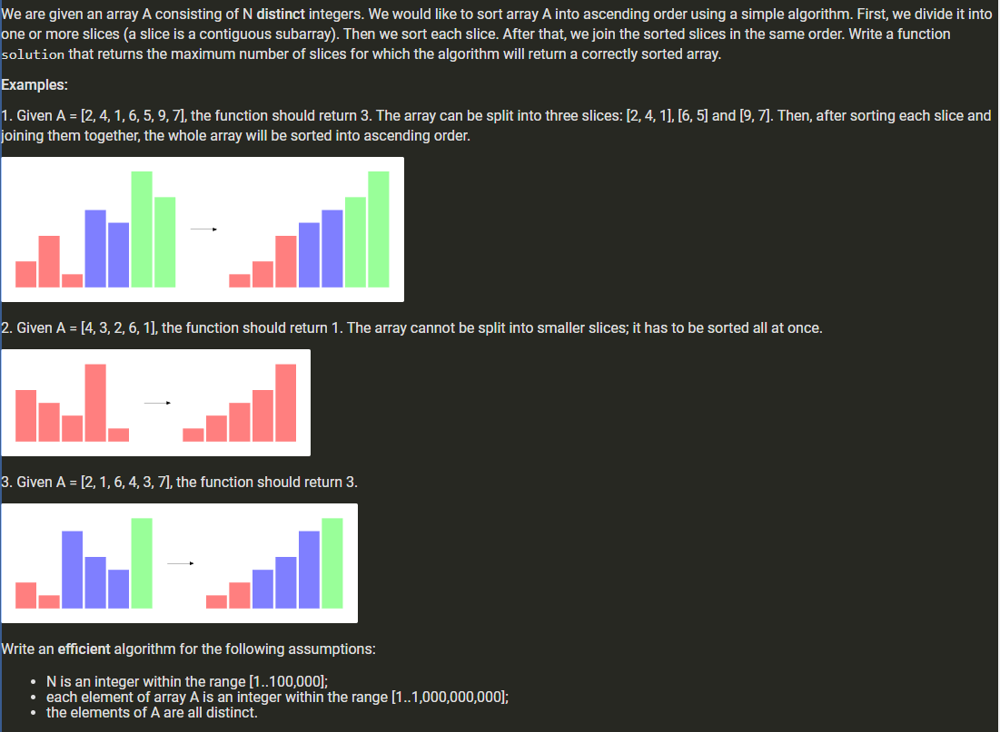 We are given an array A consisting of N distinct integers. We would like to sort array A into ascending order using a simple algorithm. First, we divide it into
one or more slices (a slice is a contiguous subarray). Then we sort each slice. After that, we join the sorted slices in the same order. Write a function
solution that returns the maximum number of slices for which the algorithm will return a correctly sorted array.
Examples:
1. Given A = [2, 4, 1, 6, 5, 9, 7], the function should return 3. The array can be split into three slices: [2, 4, 1], [6, 5] and [9, 7]. Then, after sorting each slice and
joining them together, the whole array will be sorted into ascending order.
2. Given A = [4, 3, 2, 6, 1], the function should return 1. The array cannot be split into smaller slices; it has to be sorted all at once.
3. Given A = [2, 1, 6, 4, 3, 7], the function should return 3.
Write an efficient algorithm for the following assumptions:
• N is an integer within the range [1..100,000];
• each element of array A is an integer within the range [1..1,000,000,000];
• the elements of A are all distinct.